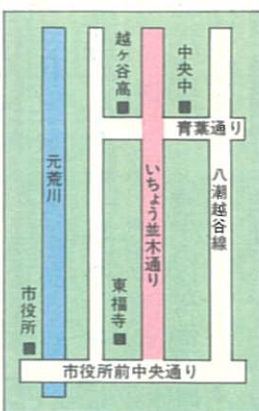 越ヶ谷高
中央中
青葉通り
元荒川
いちょう並木通り
八潮越谷線
市役所
東福寺
市役所前中央通り